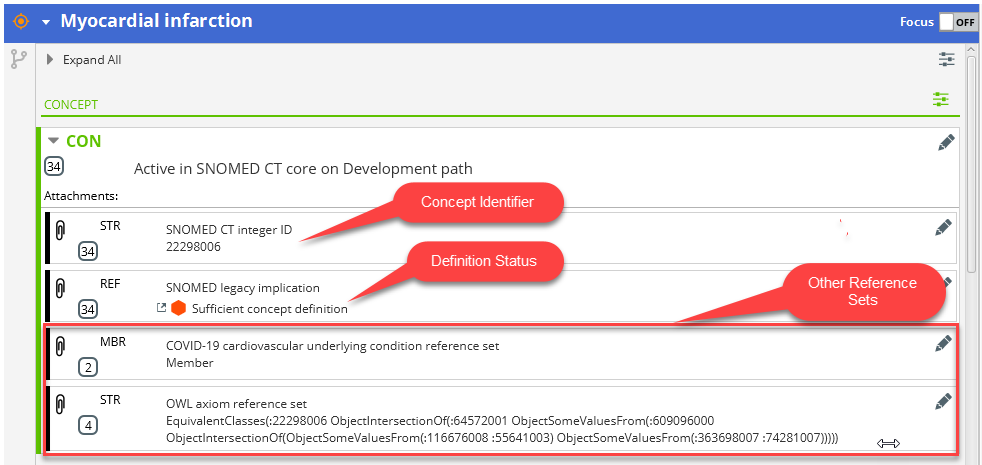 Myocardial infarction
Focus OFF
Expand All
CONCEPT
CON
34
Active in SNOMED CT core on Development path
Attachments:
Concept Identifier
STR
SNOMED CT integer ID
34
22298006
Definition Status
REF
SNOMED legacy implication
34
Sufficient concept definition
Other Reference
Sets
MBR
COVID-19 cardiovascular underlying condition reference set
2
Member
STR
OWL axiom reference set
4
EquivalentClasses(:22298006 ObjectIntersectionOf(:64572001 ObjectSomeValuesFrom(:609096000
ObjectIntersectionOf(ObjectSomeValuesFrom(:116676008 :55641003) ObjectSomeValuesFrom(:363698007 :74281007)))))